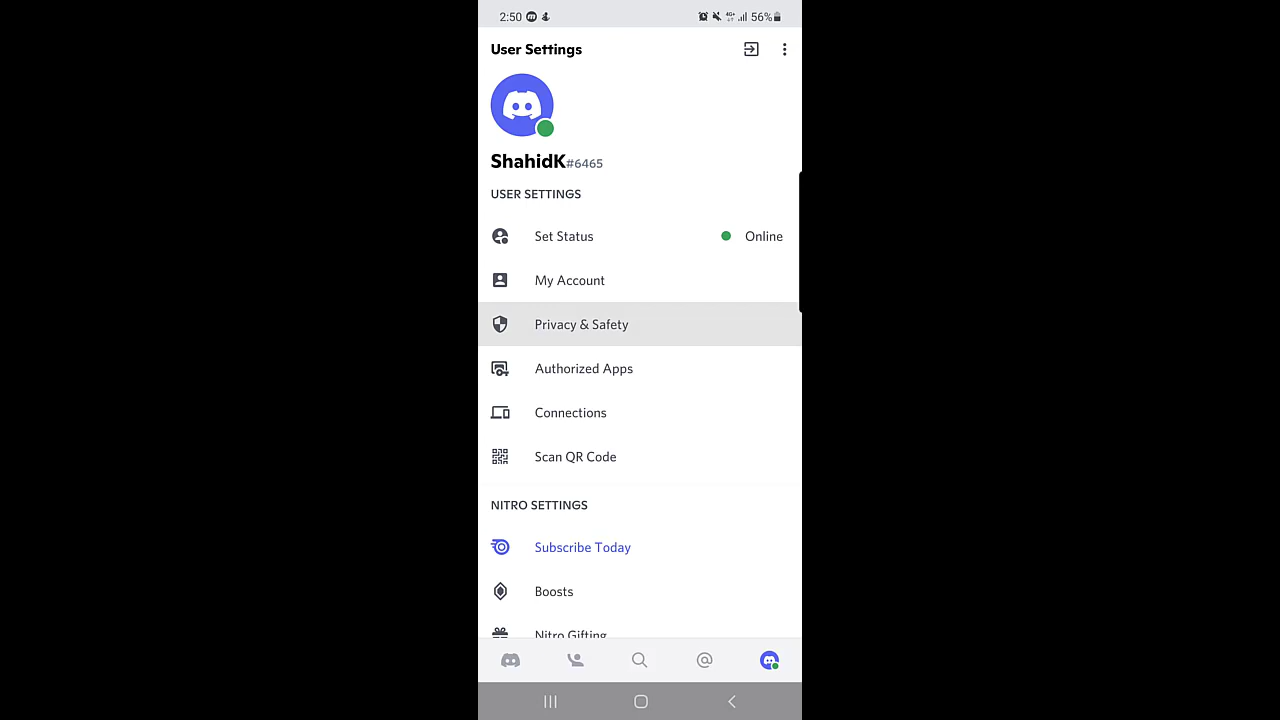 2:50 56%
User Settings
ShahidK#6465
USER SETTINGS
Set Status Online
My Account
Privacy & Safety
Authorized Apps
Connections
Scan QR Code
NITRO SETTINGS
Subscribe Today
Boosts
Nitro Gifting